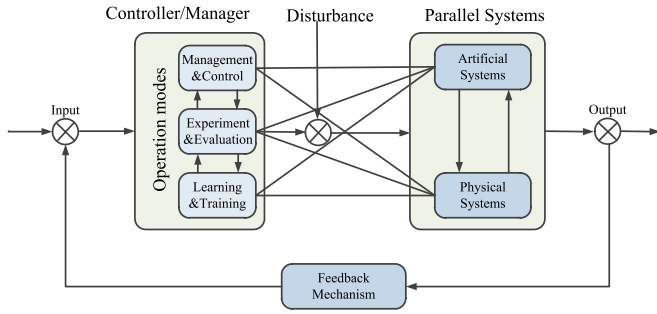 Controller/Manager
Disturbance
Parallel Systems
Operation modes
Management
&Control
Experiment
&Evaluation
Learning
&Training
Artificial
Systems
Physical
Systems
Input
Output
Feedback
Mechanism